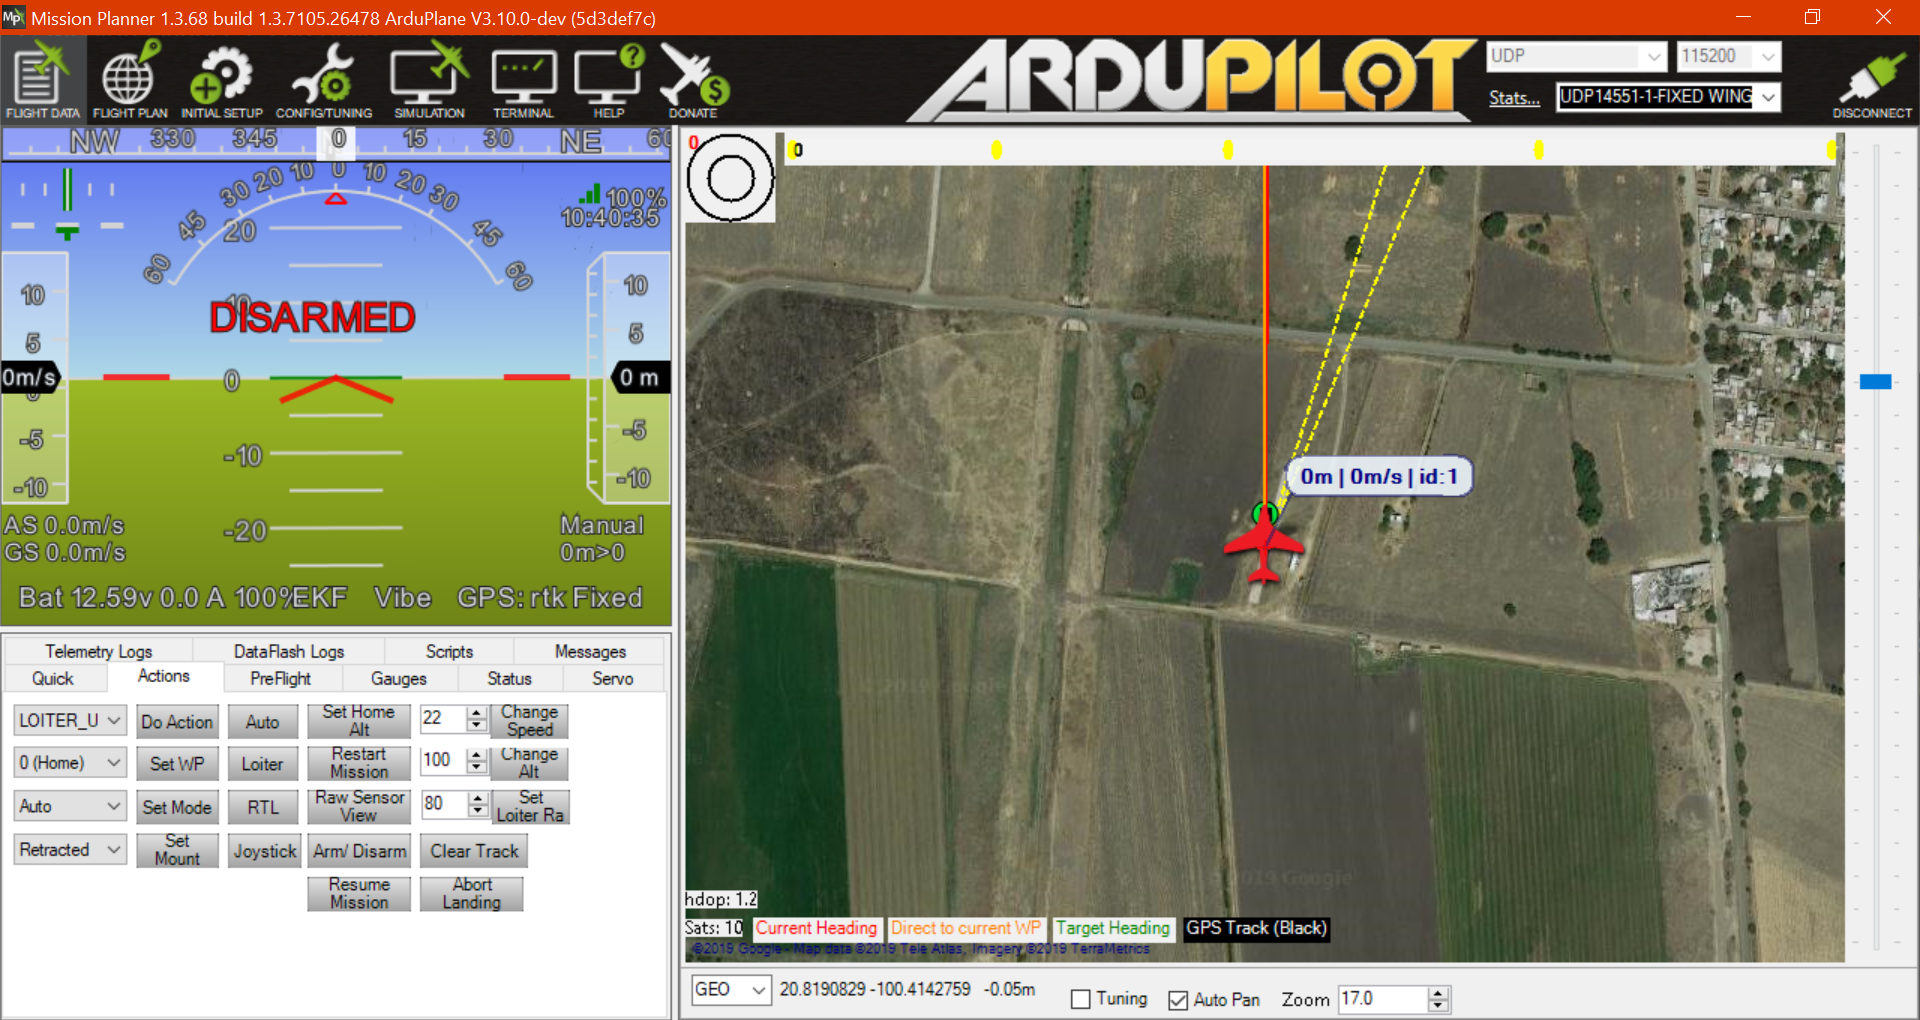 Mission Planner 1.3.68 build 1.3.7105.26478 ArduPlane V3.10.0-dev (5d3def7c)
FLIGHT DATA FLIGHT PLAN INITIAL SETUP CONFIG/TUNING SIMULATION TERMINAL HELP DONATE
ARDUPILOT
UDP 115200
Stats... UDP14551-1-FIXED WING
DISCONNECT
NW 330 345 0 15 30 NE 60
60 45 30 20 10 0 10 20 30 45 60
100%
10:40:35
20
10
DISARMED
0
-10
-20
10
5
0m/s
0
-5
-10
10
5
0 m
-5
-10
AS 0.0m/s
GS 0.0m/s
Manual
0m>0
Bat 12.59v 0.0 A 100% EKF Vibe GPS: rtk Fixed
Telemetry Logs DataFlash Logs Scripts Messages
Quick Actions PreFlight Gauges Status Servo
LOITER_U Do Action Auto Set Home Alt 22 Change Speed
0 (Home) Set WP Loiter Restart Mission 100 Change Alt
Auto Set Mode RTL Raw Sensor View 80 Set Loiter Ra
Retracted Set Mount Joystick Arm/ Disarm Clear Track
Resume Mission Abort Landing
0
0
0m | 0m/s | id:1
hdop: 1.2
Sats: 10 Current Heading Direct to current WP Target Heading GPS Track (Black)
©2019 Google - Map data ©2019 Tele Atlas, Imagery ©2019 TerraMetrics
GEO 20.8190829 -100.4142759 -0.05m Tuning Auto Pan Zoom 17.0